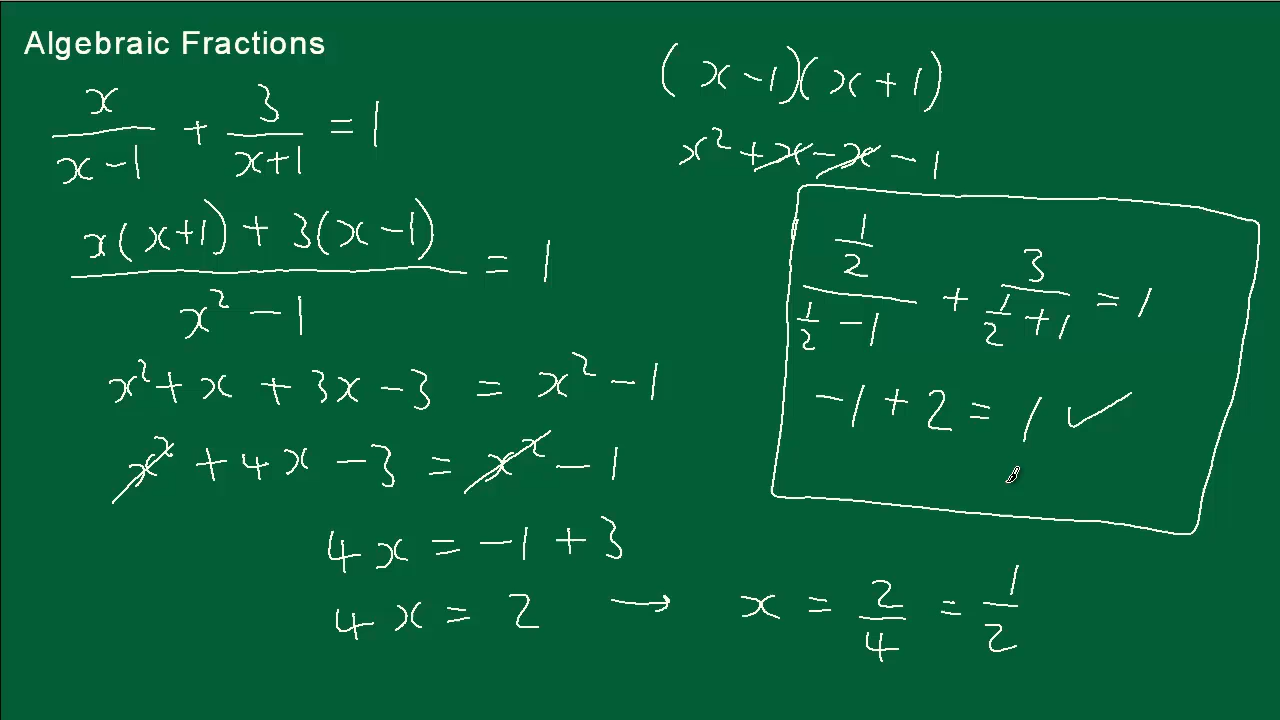 Algebraic Fractions
x/(x-1) + 3/(x+1) = 1
(x(x+1) + 3(x-1))/(x² - 1) = 1
x² + x + 3x - 3 = x² - 1
x² + 4x - 3 = x² - 1
4x = -1 + 3
4x = 2 → x = 2/4 = 1/2
(x-1)(x+1)
x² + x - x - 1
(1/2)/(1/2 - 1) + 3/(1/2 + 1) = 1
-1 + 2 = 1 ✓